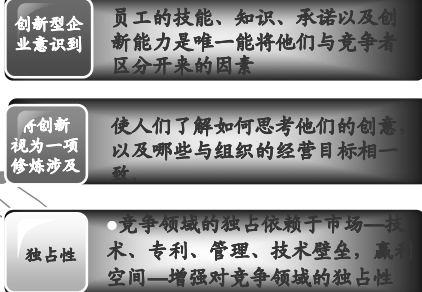 创新型企
业意识到
员工的技能、知识、承诺以及创
新能力是唯一能将他们与竞争者
区分开来的因素
将创新
视为一项
修炼涉及
使人们了解如何思考他们的创意，
以及哪些与组织的经营目标相一
致.
独占性
●竞争领域的独占依赖于市场—技
术、专利、管理、技术壁垒，赢利
空间—增强对竞争领域的独占性